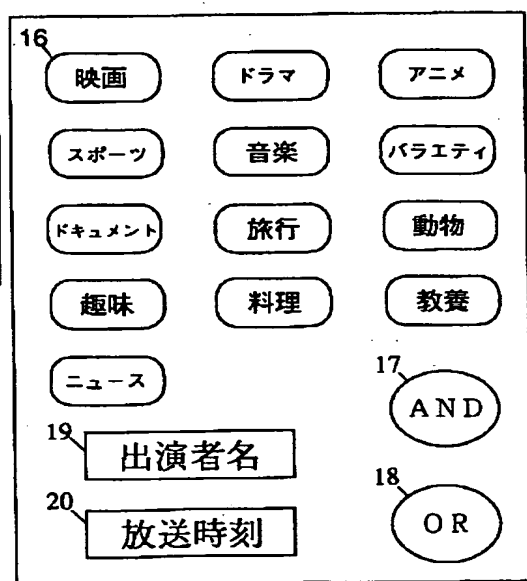 16
映画 ドラマ アニメ
スポーツ 音楽 バラエティ
ドキュメント 旅行 動物
趣味 料理 教養
ニュース
17
AND
19
出演者名
18
OR
20
放送時刻